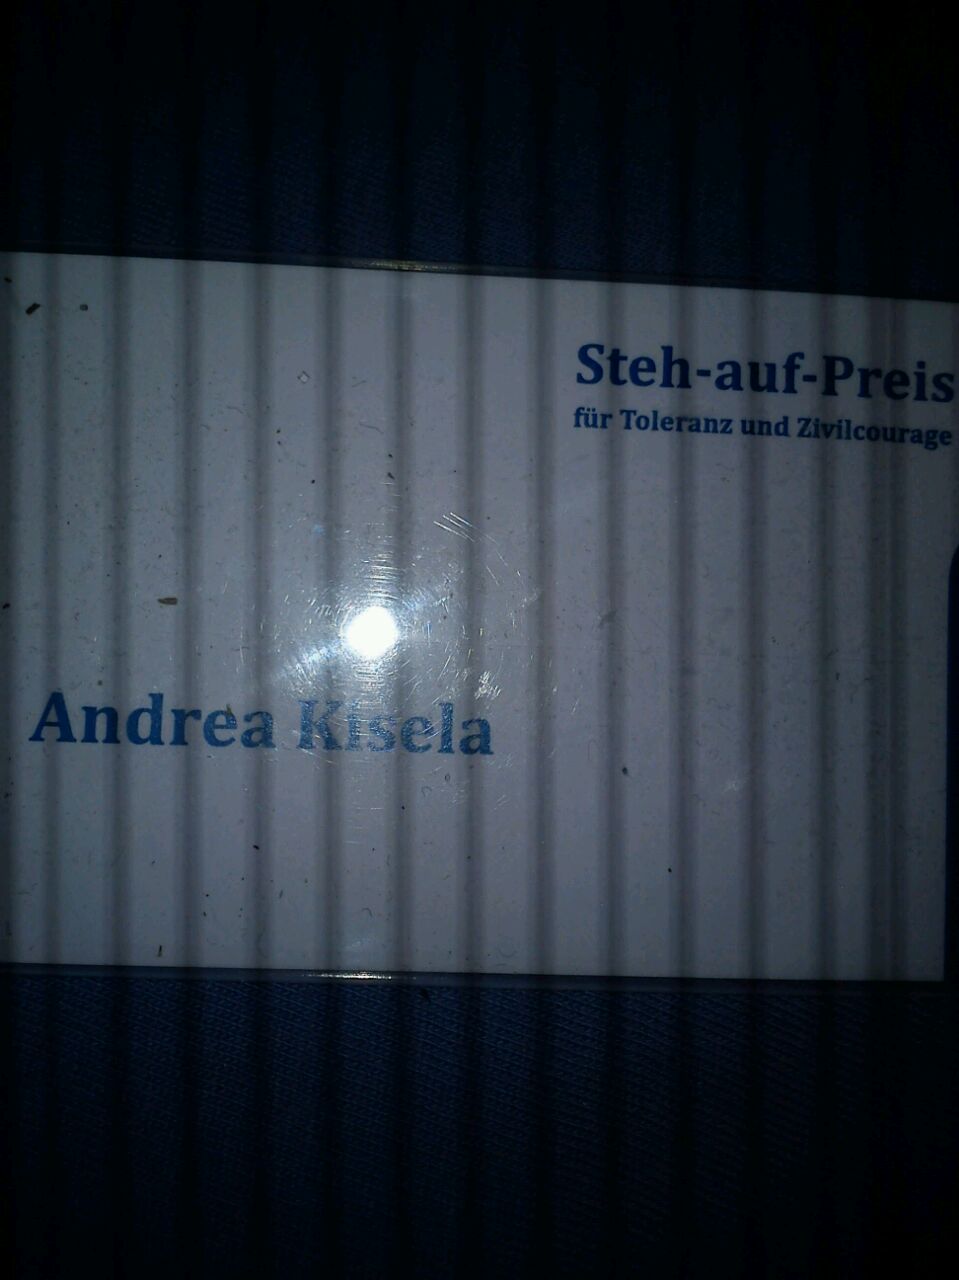 Steh-auf-Preis
für Toleranz und Zivilcourage
Andrea Kisela